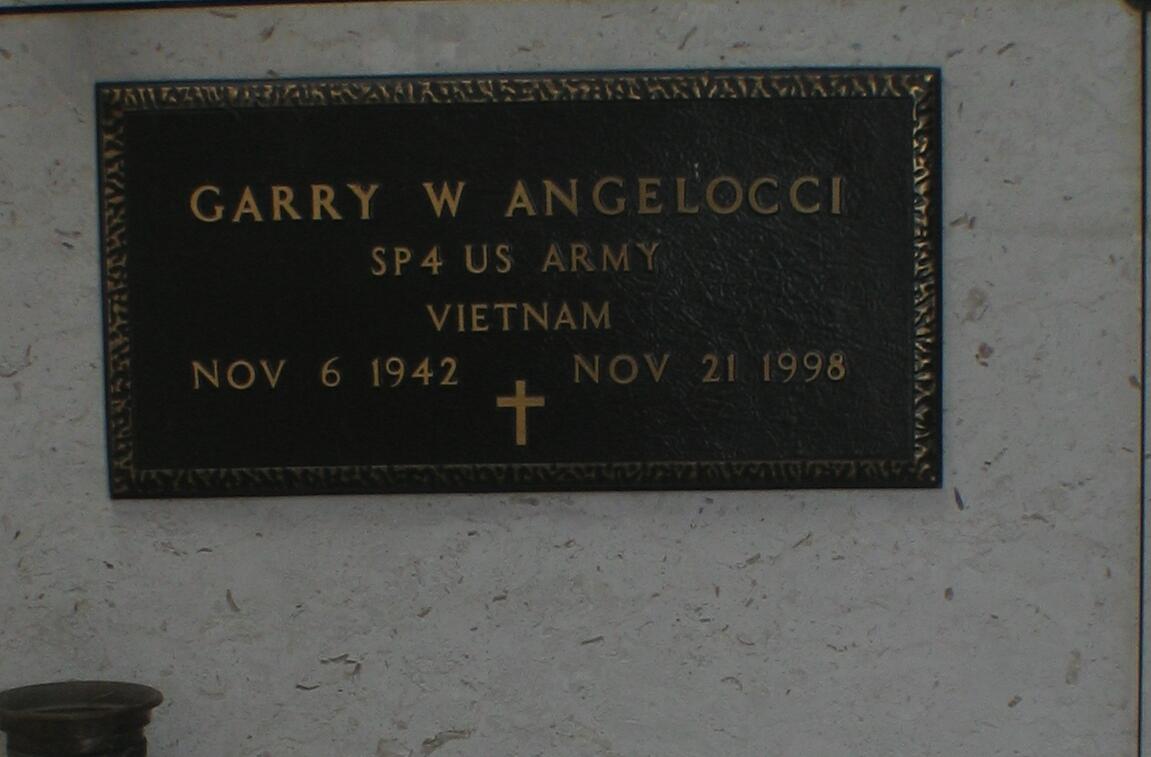 GARRY W ANGELOCCI
SP4 US ARMY
VIETNAM
NOV 6 1942 NOV 21 1998